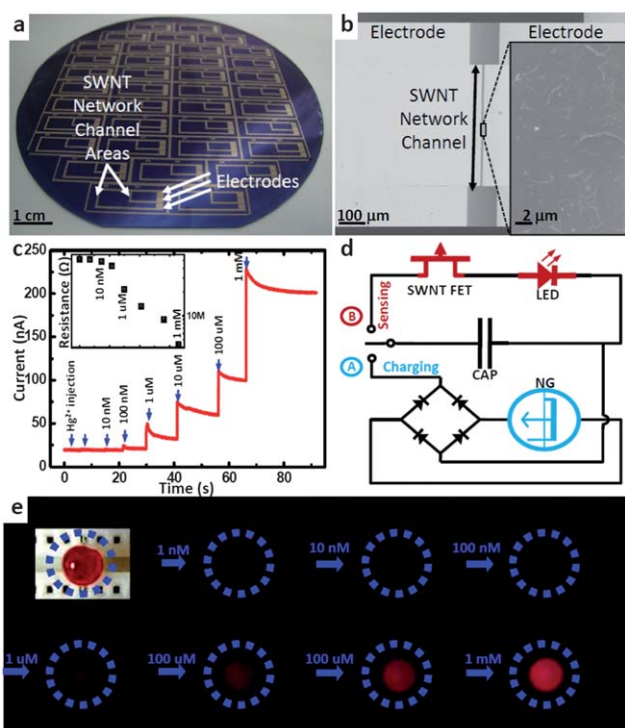 a
SWNT
Network
Channel
Areas
Electrodes
1 cm
b
Electrode
Electrode
SWNT
Network
Channel
100 µm
2 µm
c
250
200
150
100
50
0
Current (nA)
0
20
40
60
80
100
Time (s)
Resistance (Ω)
10 nM
1 uM
1 mM
10M
Hg²⁺ injection
10 nM
100 nM
1 uM
10 uM
100 uM
1 mM
d
SWNT FET
LED
B
Sensing
CAP
A
Charging
NG
e
1 nM
10 nM
100 nM
1 uM
100 uM
100 uM
1 mM